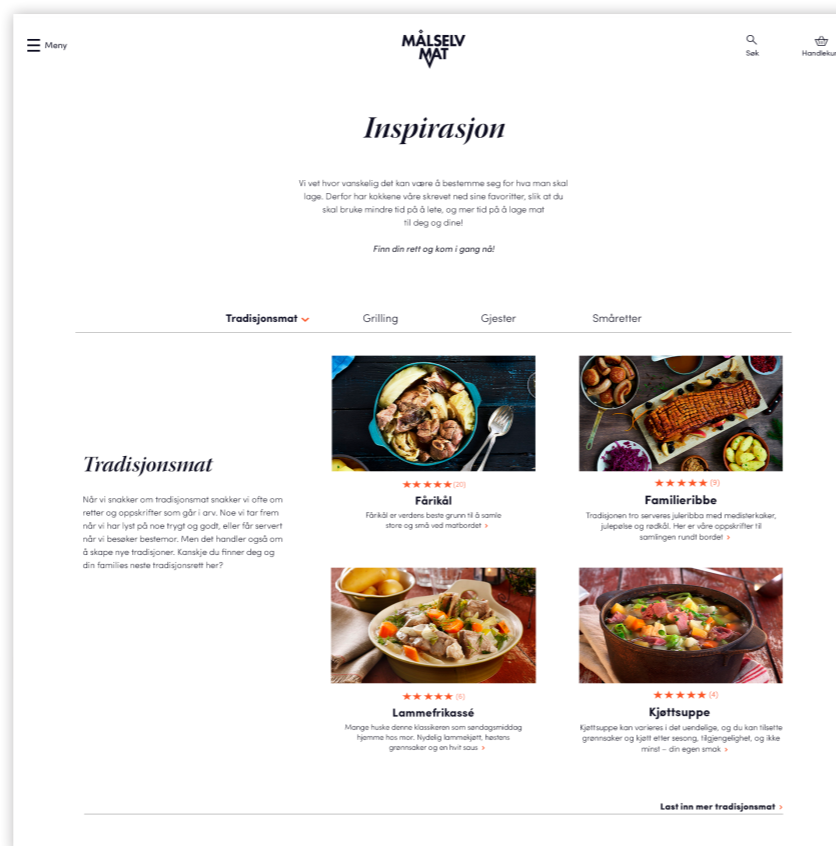 Meny
MÅLSELV
MAT
Søk
Handlekur
Inspirasjon
Vi vet hvor vanskelig det kan være å bestemme seg for hva man skal
lage. Derfor har kokkene våre skrevet ned sine favoritter, slik at du
skal bruke mindre tid på å lete, og mer tid på å lage mat
til deg og dine!
Finn din rett og kom i gang nå!
Tradisjonsmat
Grilling
Gjester
Småretter
Tradisjonsmat
Når vi snakker om tradisjonsmat snakker vi ofte om
retter og oppskrifter som går i arv. Noe vi tar frem
når vi har lyst på noe trygt og godt, eller får servert
når vi besøker bestemor. Men det handler også om
å skape nye tradisjoner. Kanskje du finner deg og
din families neste tradisjonsrett her?
(20)
Fårikål
Fårikål er verdens beste grunn til å samle
store og små ved matbordet >
(9)
Familieribbe
Tradisjonen tro serveres juleribba med medisterkaker,
julepølse og rødkål. Her er våre oppskrifter til
samlingen rundt bordet >
(6)
Lammefrikassé
Mange huske denne klassikeren som søndagsmiddag
hjemme hos mor. Nydelig lammekjøtt, høstens
grønnsaker og en hvit saus >
(4)
Kjøttsuppe
Kjøttsuppe kan varieres i det uendelige, og du kan tilsette
grønnsaker og kjøtt etter sesong, tilgjengelighet, og ikke
minst – din egen smak >
Last inn mer tradisjonsmat >